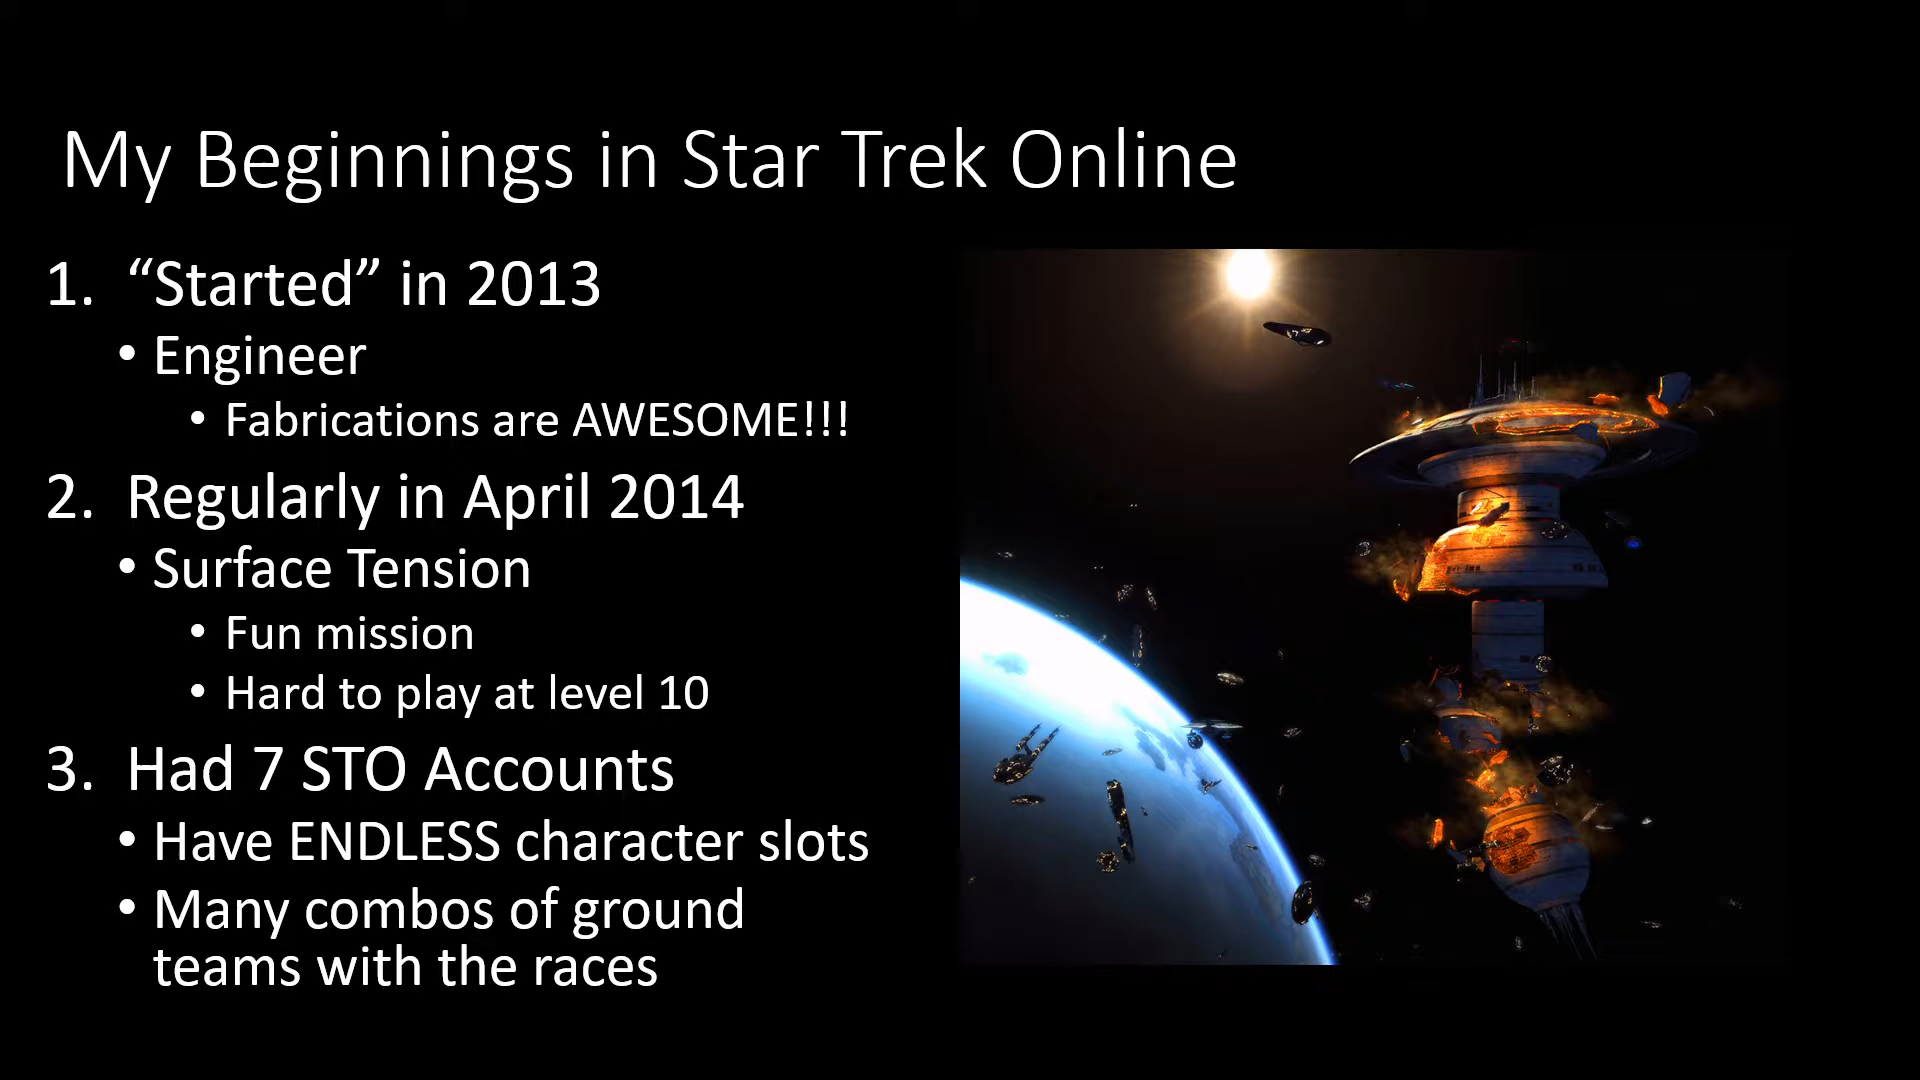 My Beginnings in Star Trek Online
1. “Started” in 2013
• Engineer
• Fabrications are AWESOME!!!
2. Regularly in April 2014
• Surface Tension
• Fun mission
• Hard to play at level 10
3. Had 7 STO Accounts
• Have ENDLESS character slots
• Many combos of ground
teams with the races